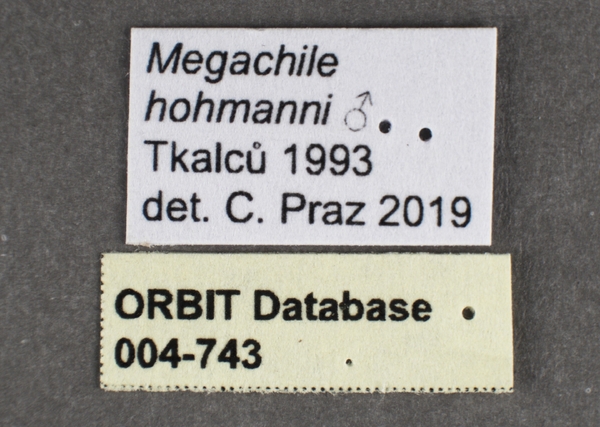 Megachile
hohmanni ♂
Tkalců 1993
det. C. Praz 2019
ORBIT Database
004-743